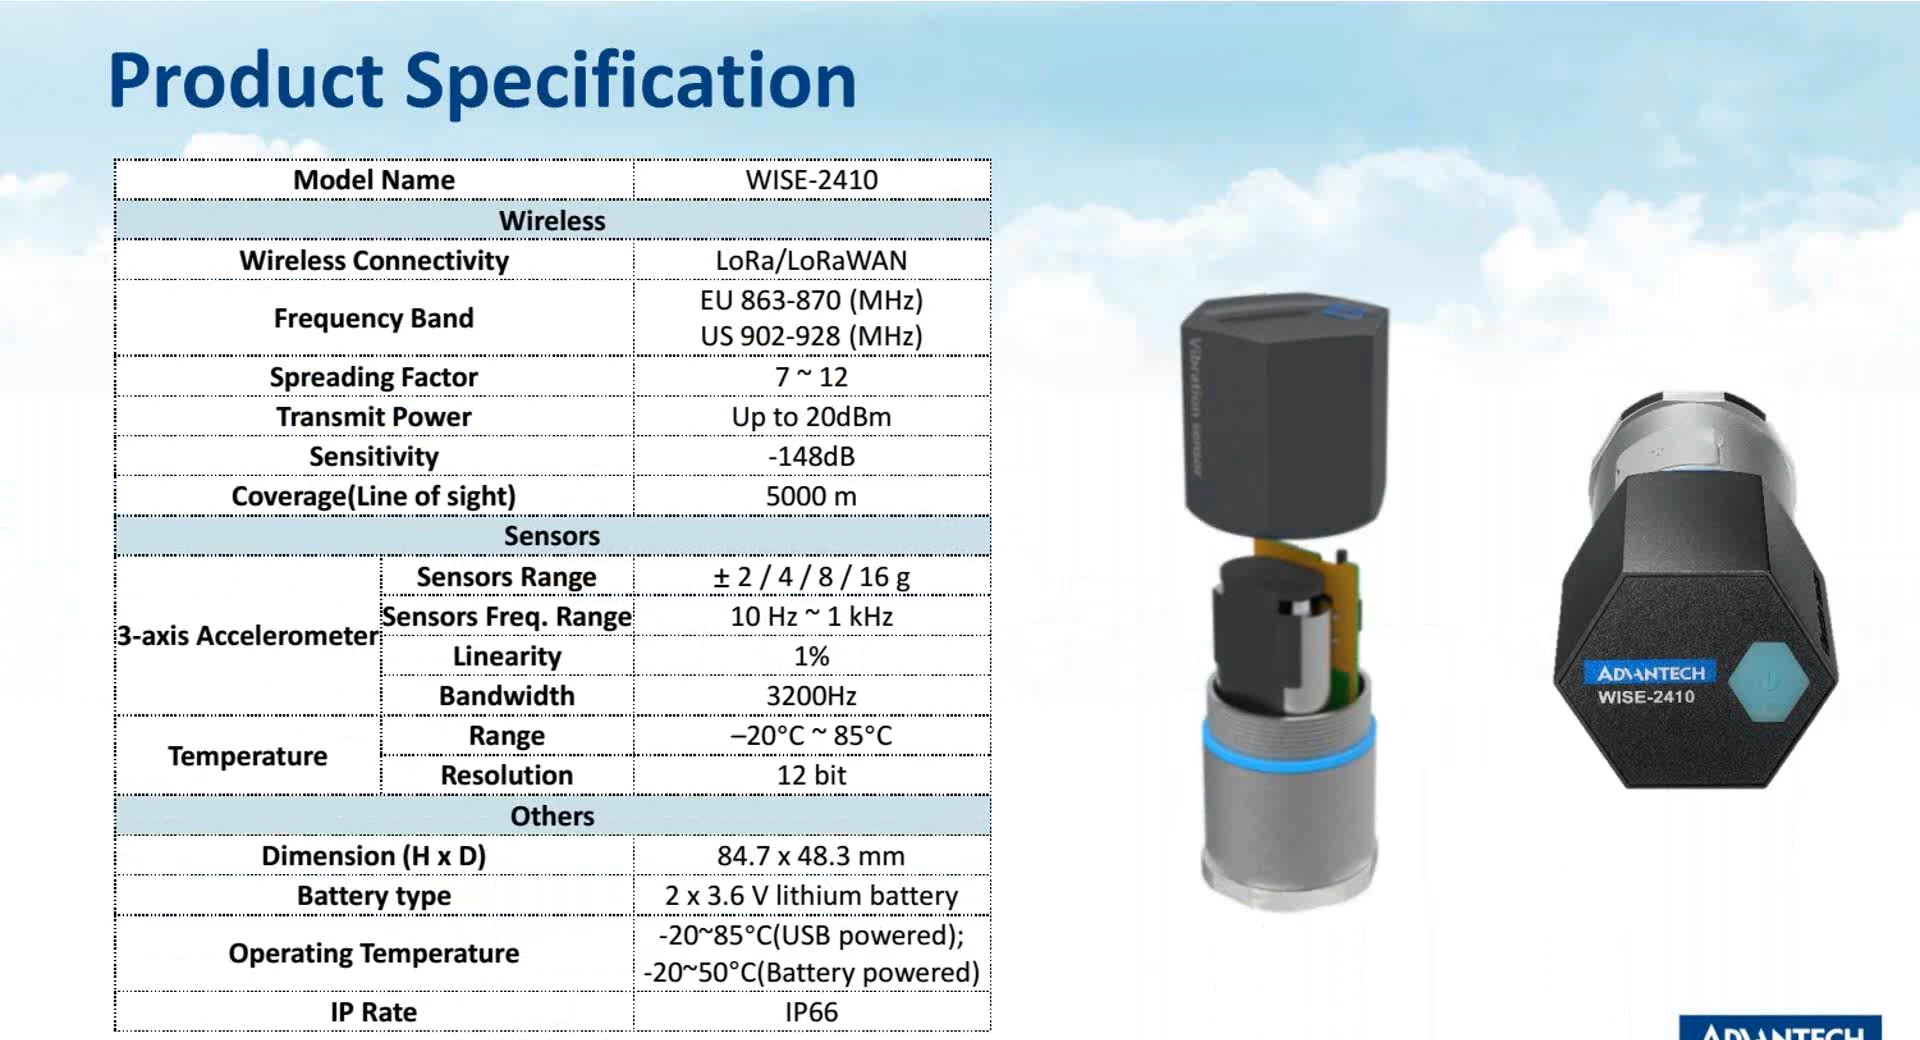 Product Specification
Model Name WISE-2410
Wireless
Wireless Connectivity LoRa/LoRaWAN
Frequency Band EU 863-870 (MHz)
US 902-928 (MHz)
Spreading Factor 7 ~ 12
Transmit Power Up to 20dBm
Sensitivity -148dB
Coverage(Line of sight) 5000 m
Sensors
3-axis Accelerometer
Sensors Range ± 2 / 4 / 8 / 16 g
Sensors Freq. Range 10 Hz ~ 1 kHz
Linearity 1%
Bandwidth 3200Hz
Temperature
Range –20°C ~ 85°C
Resolution 12 bit
Others
Dimension (H x D) 84.7 x 48.3 mm
Battery type 2 x 3.6 V lithium battery
Operating Temperature -20~85°C(USB powered);
-20~50°C(Battery powered)
IP Rate IP66
Vibration sensor
ADVANTECH
WISE-2410
ADVANTECH